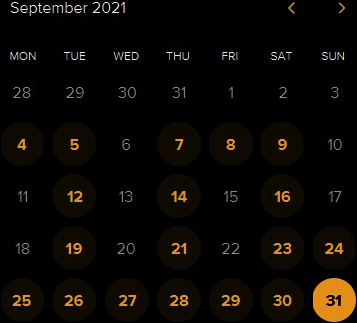 September 2021 < >
MON TUE WED THU FRI SAT SUN
28 29 30 31 1 2 3
4 5 6 7 8 9 10
11 12 13 14 15 16 17
18 19 20 21 22 23 24
25 26 27 28 29 30 31